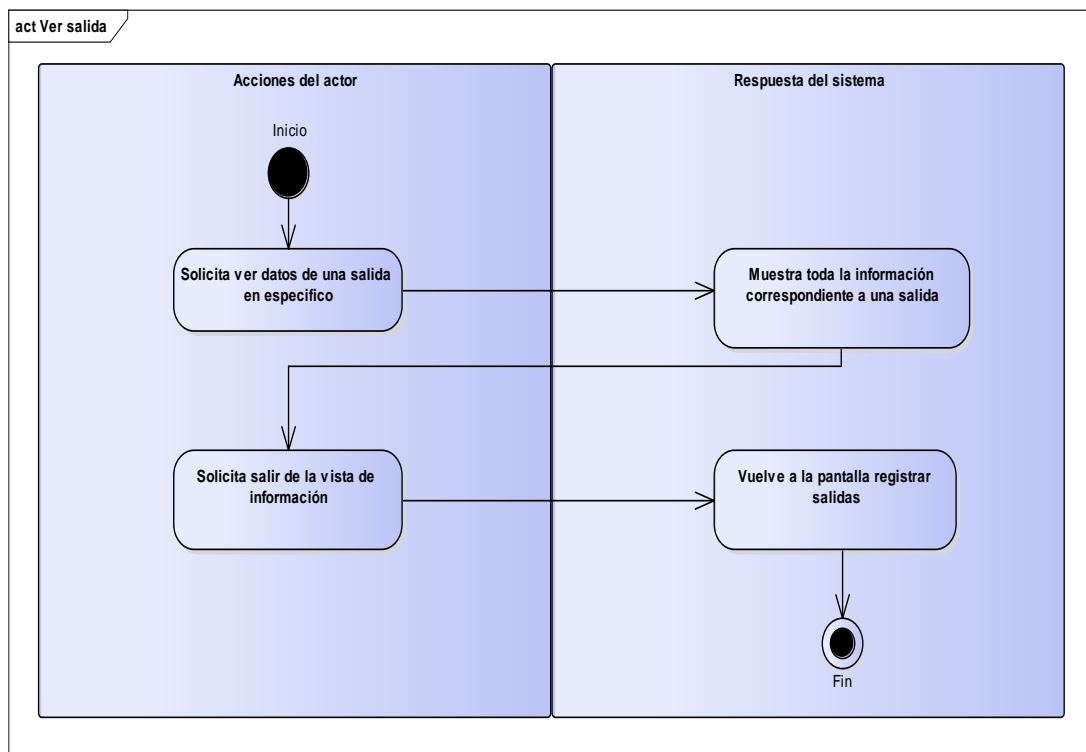 act Ver salida
Acciones del actor
Respuesta del sistema
Inicio
Solicita ver datos de una salida
en especifico
Muestra toda la información
correspondiente a una salida
Solicita salir de la vista de
información
Vuelve a la pantalla registrar
salidas
Fin